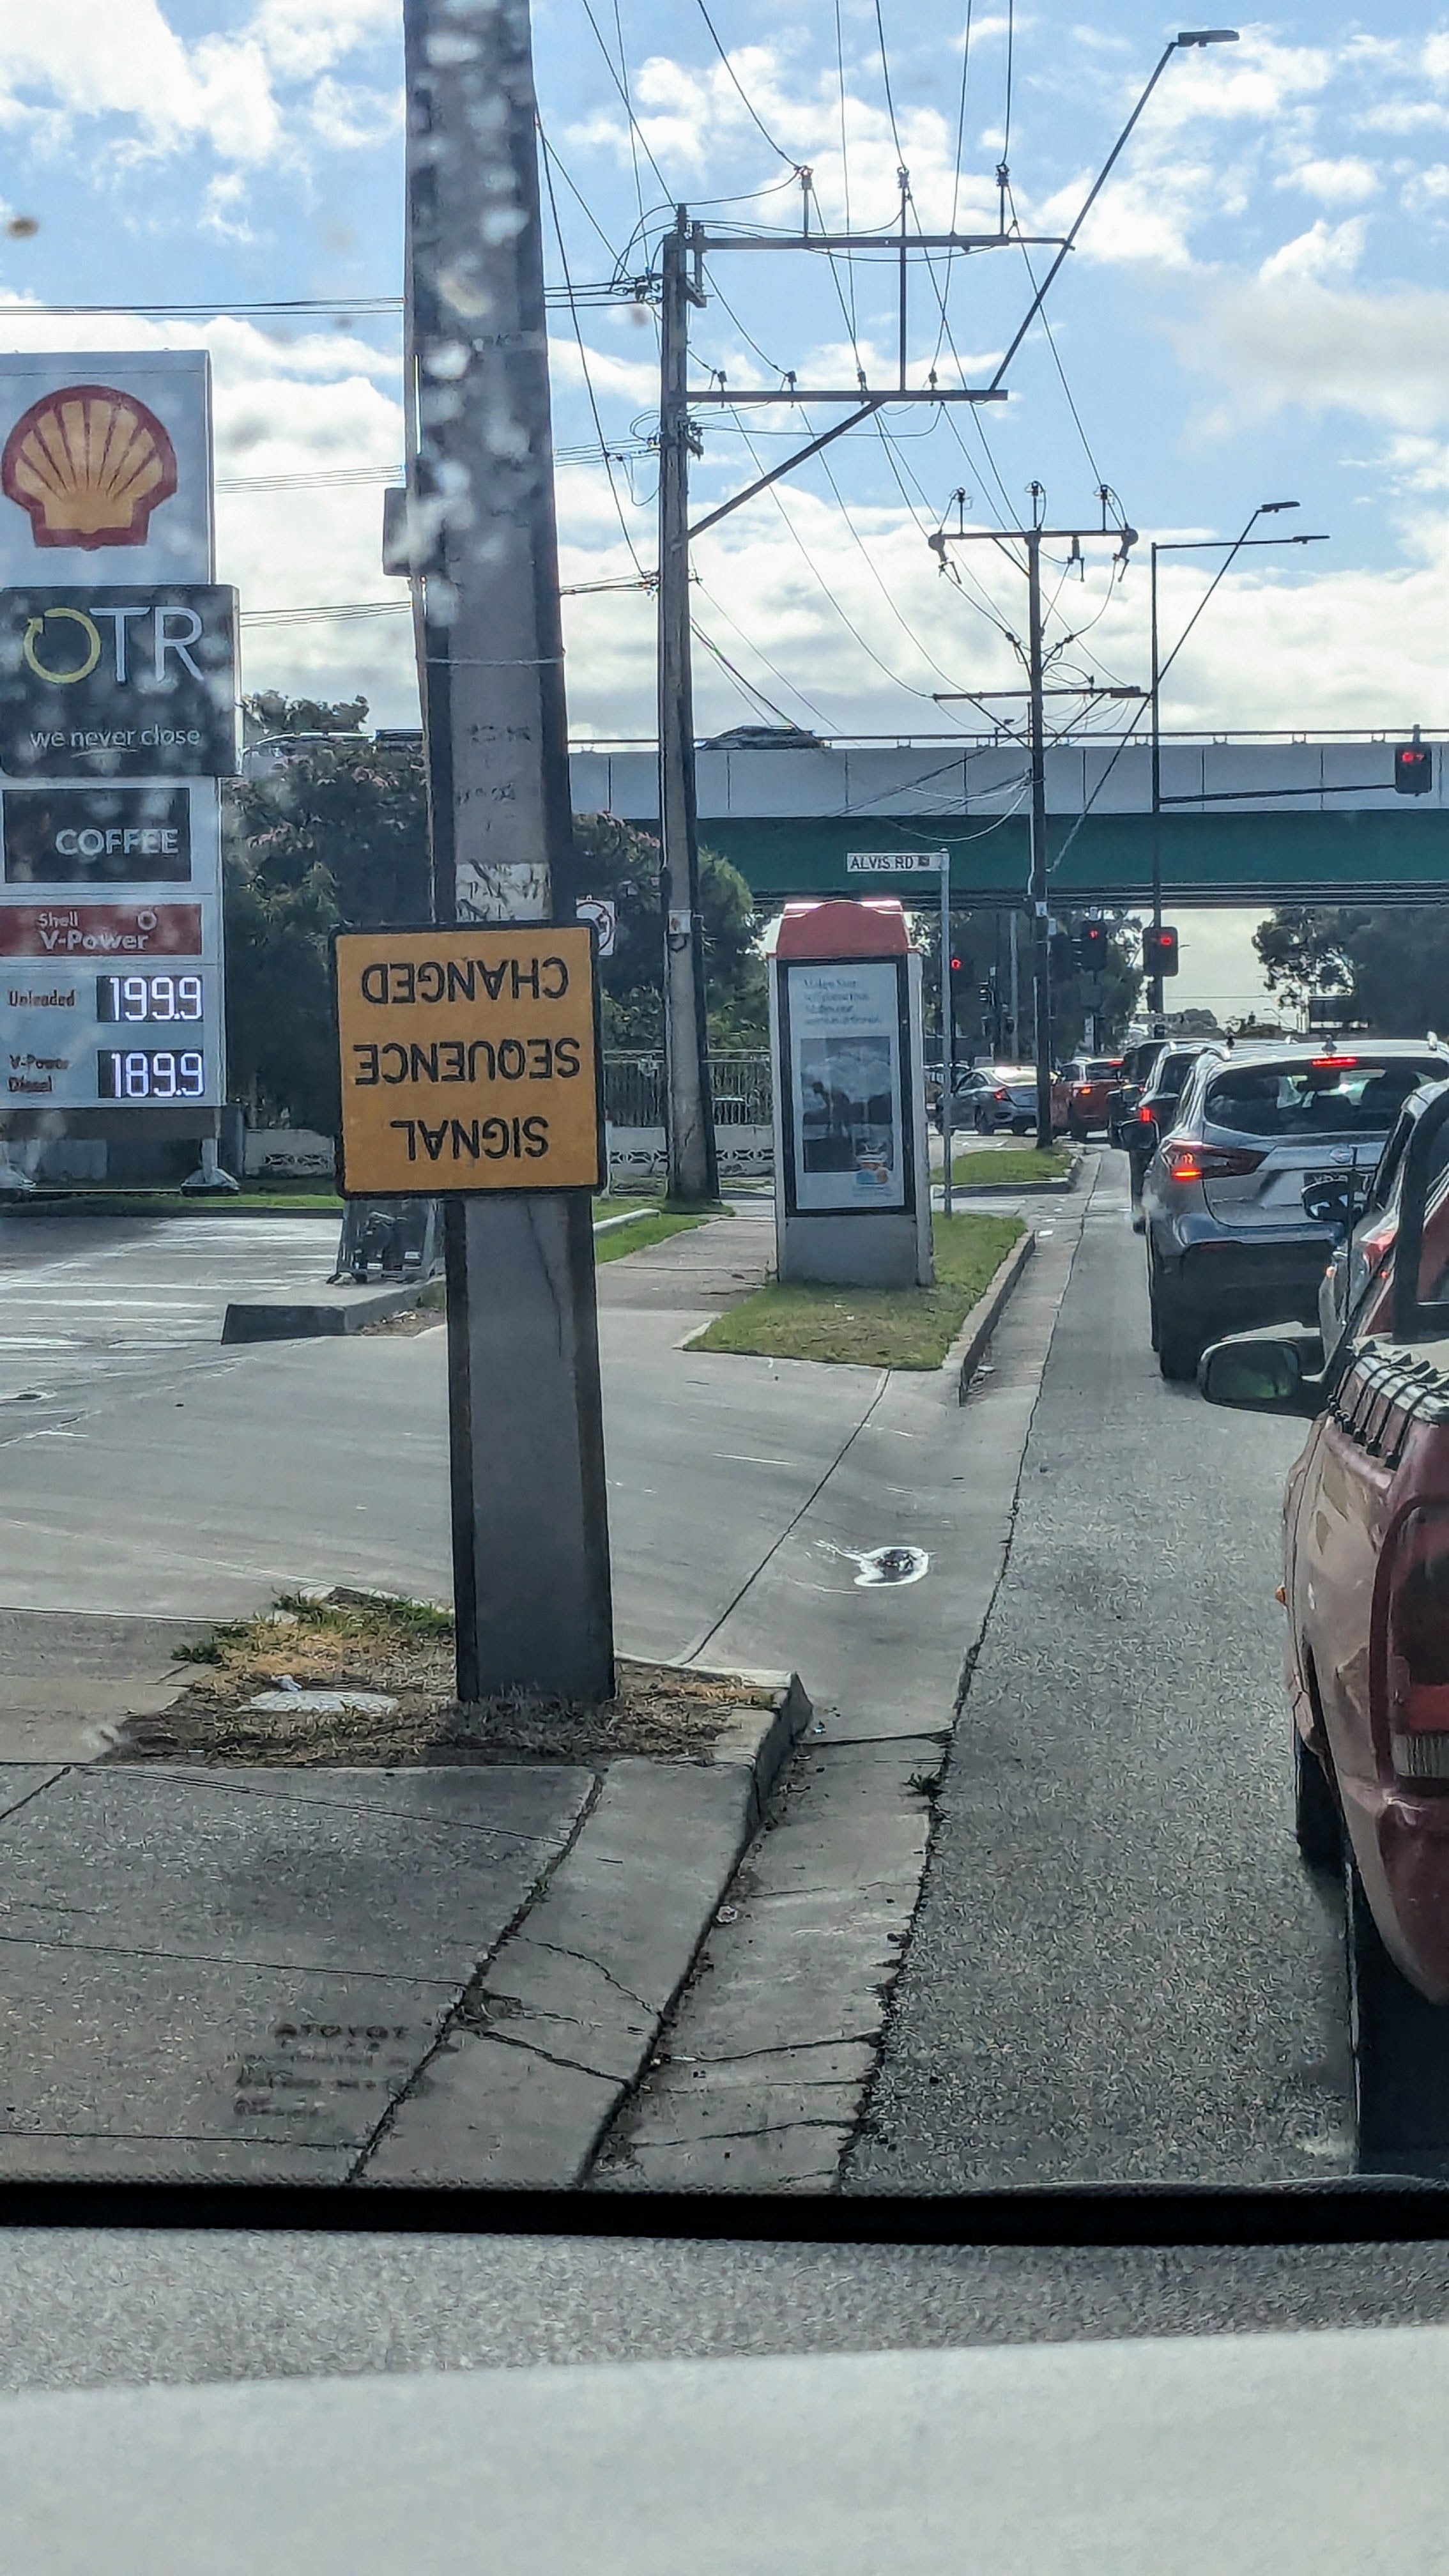 OTR
we never close
COFFEE
Shell
V-Power
Unleaded 199.9
V-Power
Diesel 189.9
SIGNAL
SEQUENCE
CHANGED
ALVIS RD